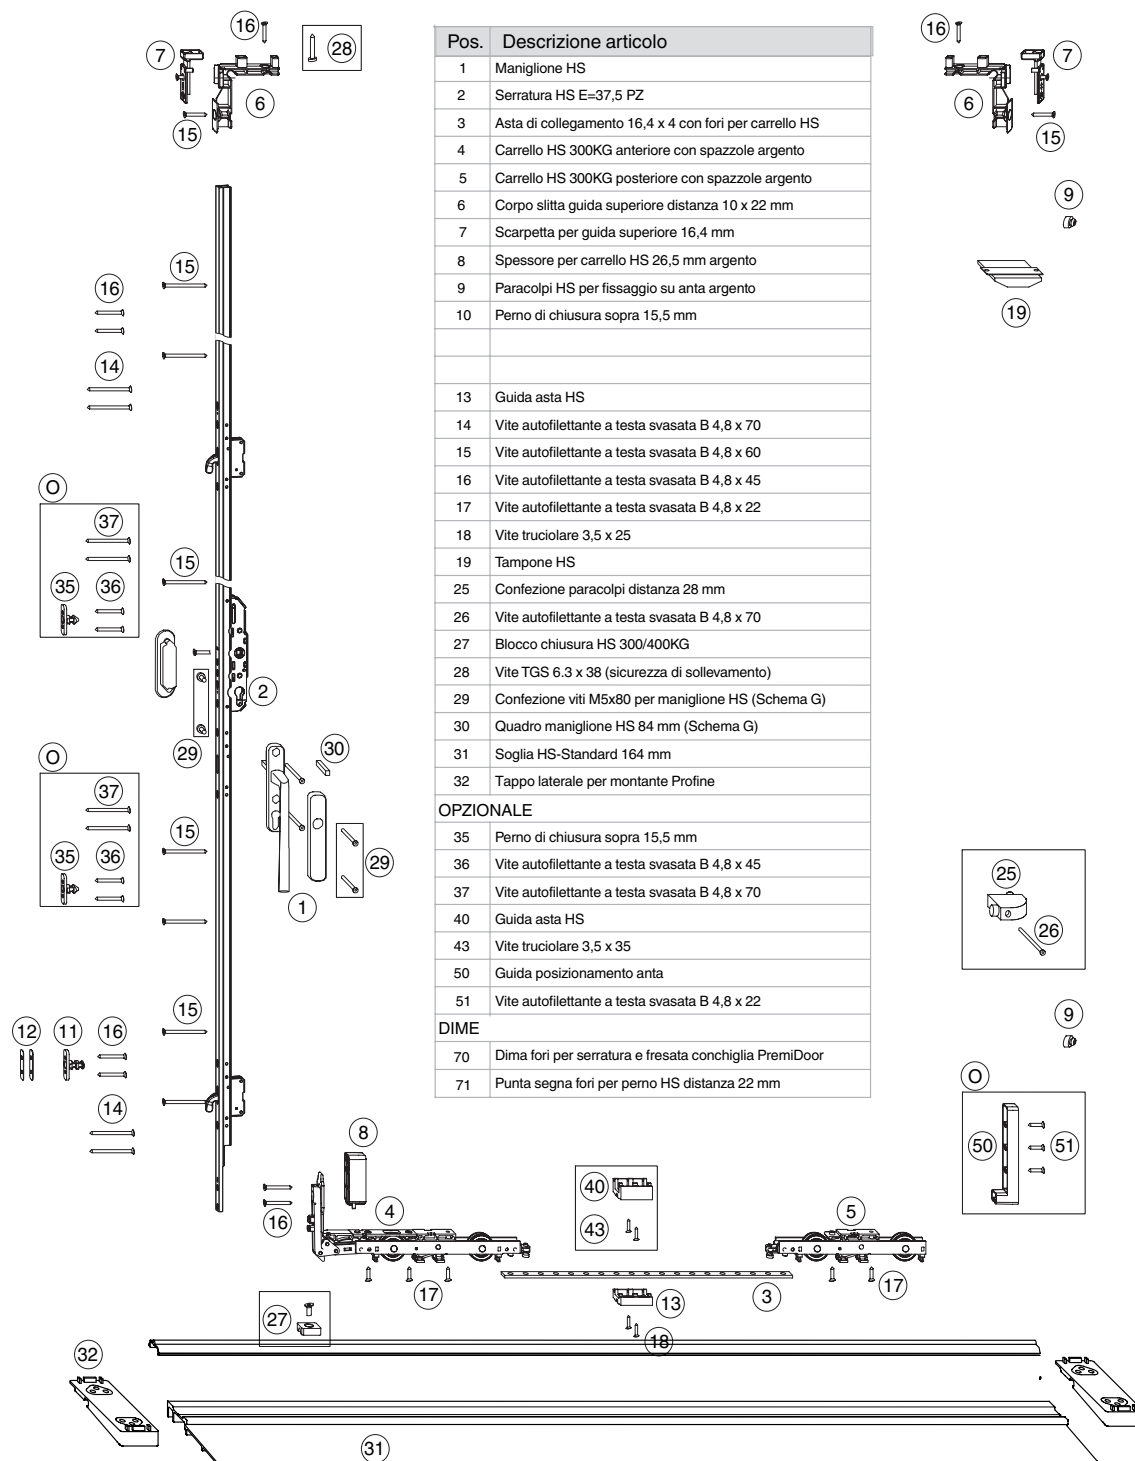 16
28
7
6
15
16
7
6
15
9
19
Pos. Descrizione articolo
1 Maniglione HS
2 Serratura HS E=37,5 PZ
3 Asta di collegamento 16,4 x 4 con fori per carrello HS
4 Carrello HS 300KG anteriore con spazzole argento
5 Carrello HS 300KG posteriore con spazzole argento
6 Corpo slitta guida superiore distanza 10 x 22 mm
7 Scarpetta per guida superiore 16,4 mm
8 Spessore per carrello HS 26,5 mm argento
9 Paracolpi HS per fissaggio su anta argento
10 Perno di chiusura sopra 15,5 mm
13 Guida asta HS
14 Vite autofilettante a testa svasata B 4,8 x 70
15 Vite autofilettante a testa svasata B 4,8 x 60
16 Vite autofilettante a testa svasata B 4,8 x 45
17 Vite autofilettante a testa svasata B 4,8 x 22
18 Vite truciolare 3,5 x 25
19 Tampone HS
25 Confezione paracolpi distanza 28 mm
26 Vite autofilettante a testa svasata B 4,8 x 70
27 Blocco chiusura HS 300/400KG
28 Vite TGS 6.3 x 38 (sicurezza di sollevamento)
29 Confezione viti M5x80 per maniglione HS (Schema G)
30 Quadro maniglione HS 84 mm (Schema G)
31 Soglia HS-Standard 164 mm
32 Tappo laterale per montante Profine
OPZIONALE
35 Perno di chiusura sopra 15,5 mm
36 Vite autofilettante a testa svasata B 4,8 x 45
37 Vite autofilettante a testa svasata B 4,8 x 70
40 Guida asta HS
43 Vite truciolare 3,5 x 35
50 Guida posizionamento anta
51 Vite autofilettante a testa svasata B 4,8 x 22
DIME
70 Dima fori per serratura e fresata conchiglia PremiDoor
71 Punta segna fori per perno HS distanza 22 mm
15
16
14
O
37
35
36
15
2
29
O
37
35
36
30
15
29
1
25
26
15
12
11
16
14
9
O
50
51
8
16
4
40
43
5
17
3
17
13
18
27
32
31